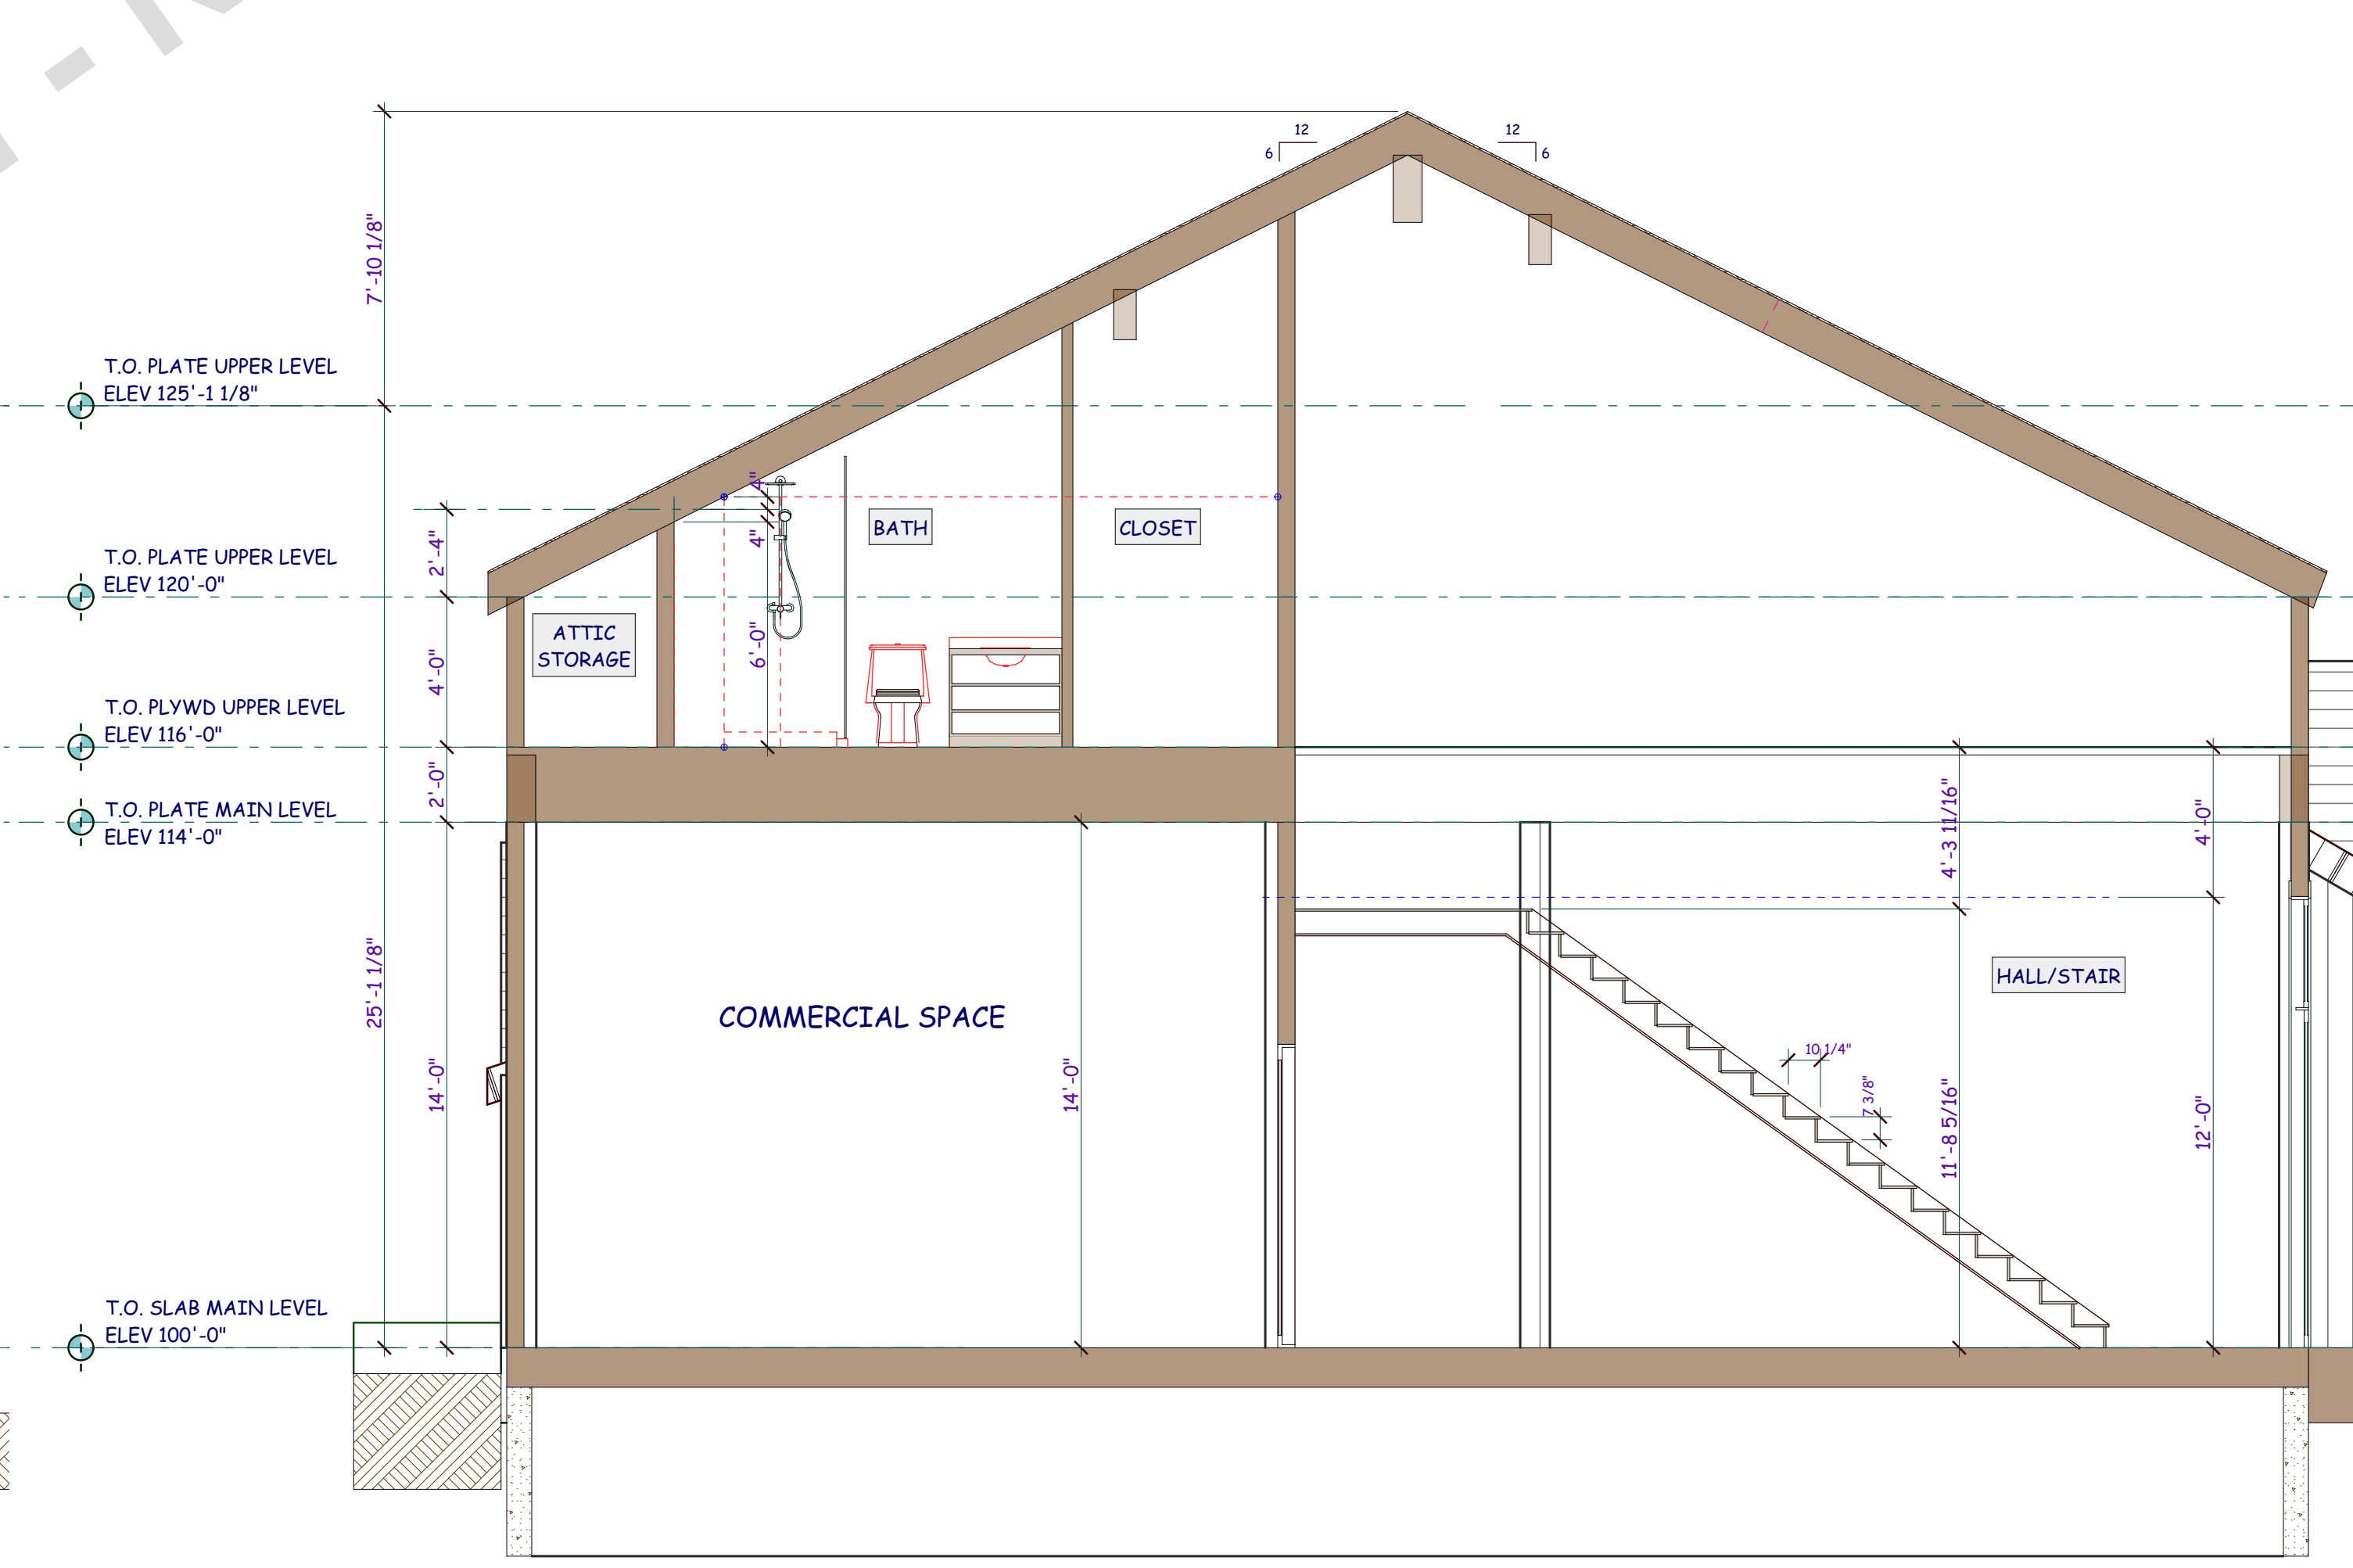 12
6
12
6
7'-10 1/8"
T.O. PLATE UPPER LEVEL
ELEV 125'-1 1/8"
4"
BATH
CLOSET
2'-4"
4"
T.O. PLATE UPPER LEVEL
ELEV 120'-0"
ATTIC
STORAGE
6'-0"
4'-0"
T.O. PLYWD UPPER LEVEL
ELEV 116'-0"
2'-0"
T.O. PLATE MAIN LEVEL
ELEV 114'-0"
4'-3 11/16"
4'-0"
25'-1 1/8"
HALL/STAIR
COMMERCIAL SPACE
14'-0"
14'-0"
10 1/4"
7 3/8"
11'-8 5/16"
12'-0"
T.O. SLAB MAIN LEVEL
ELEV 100'-0"